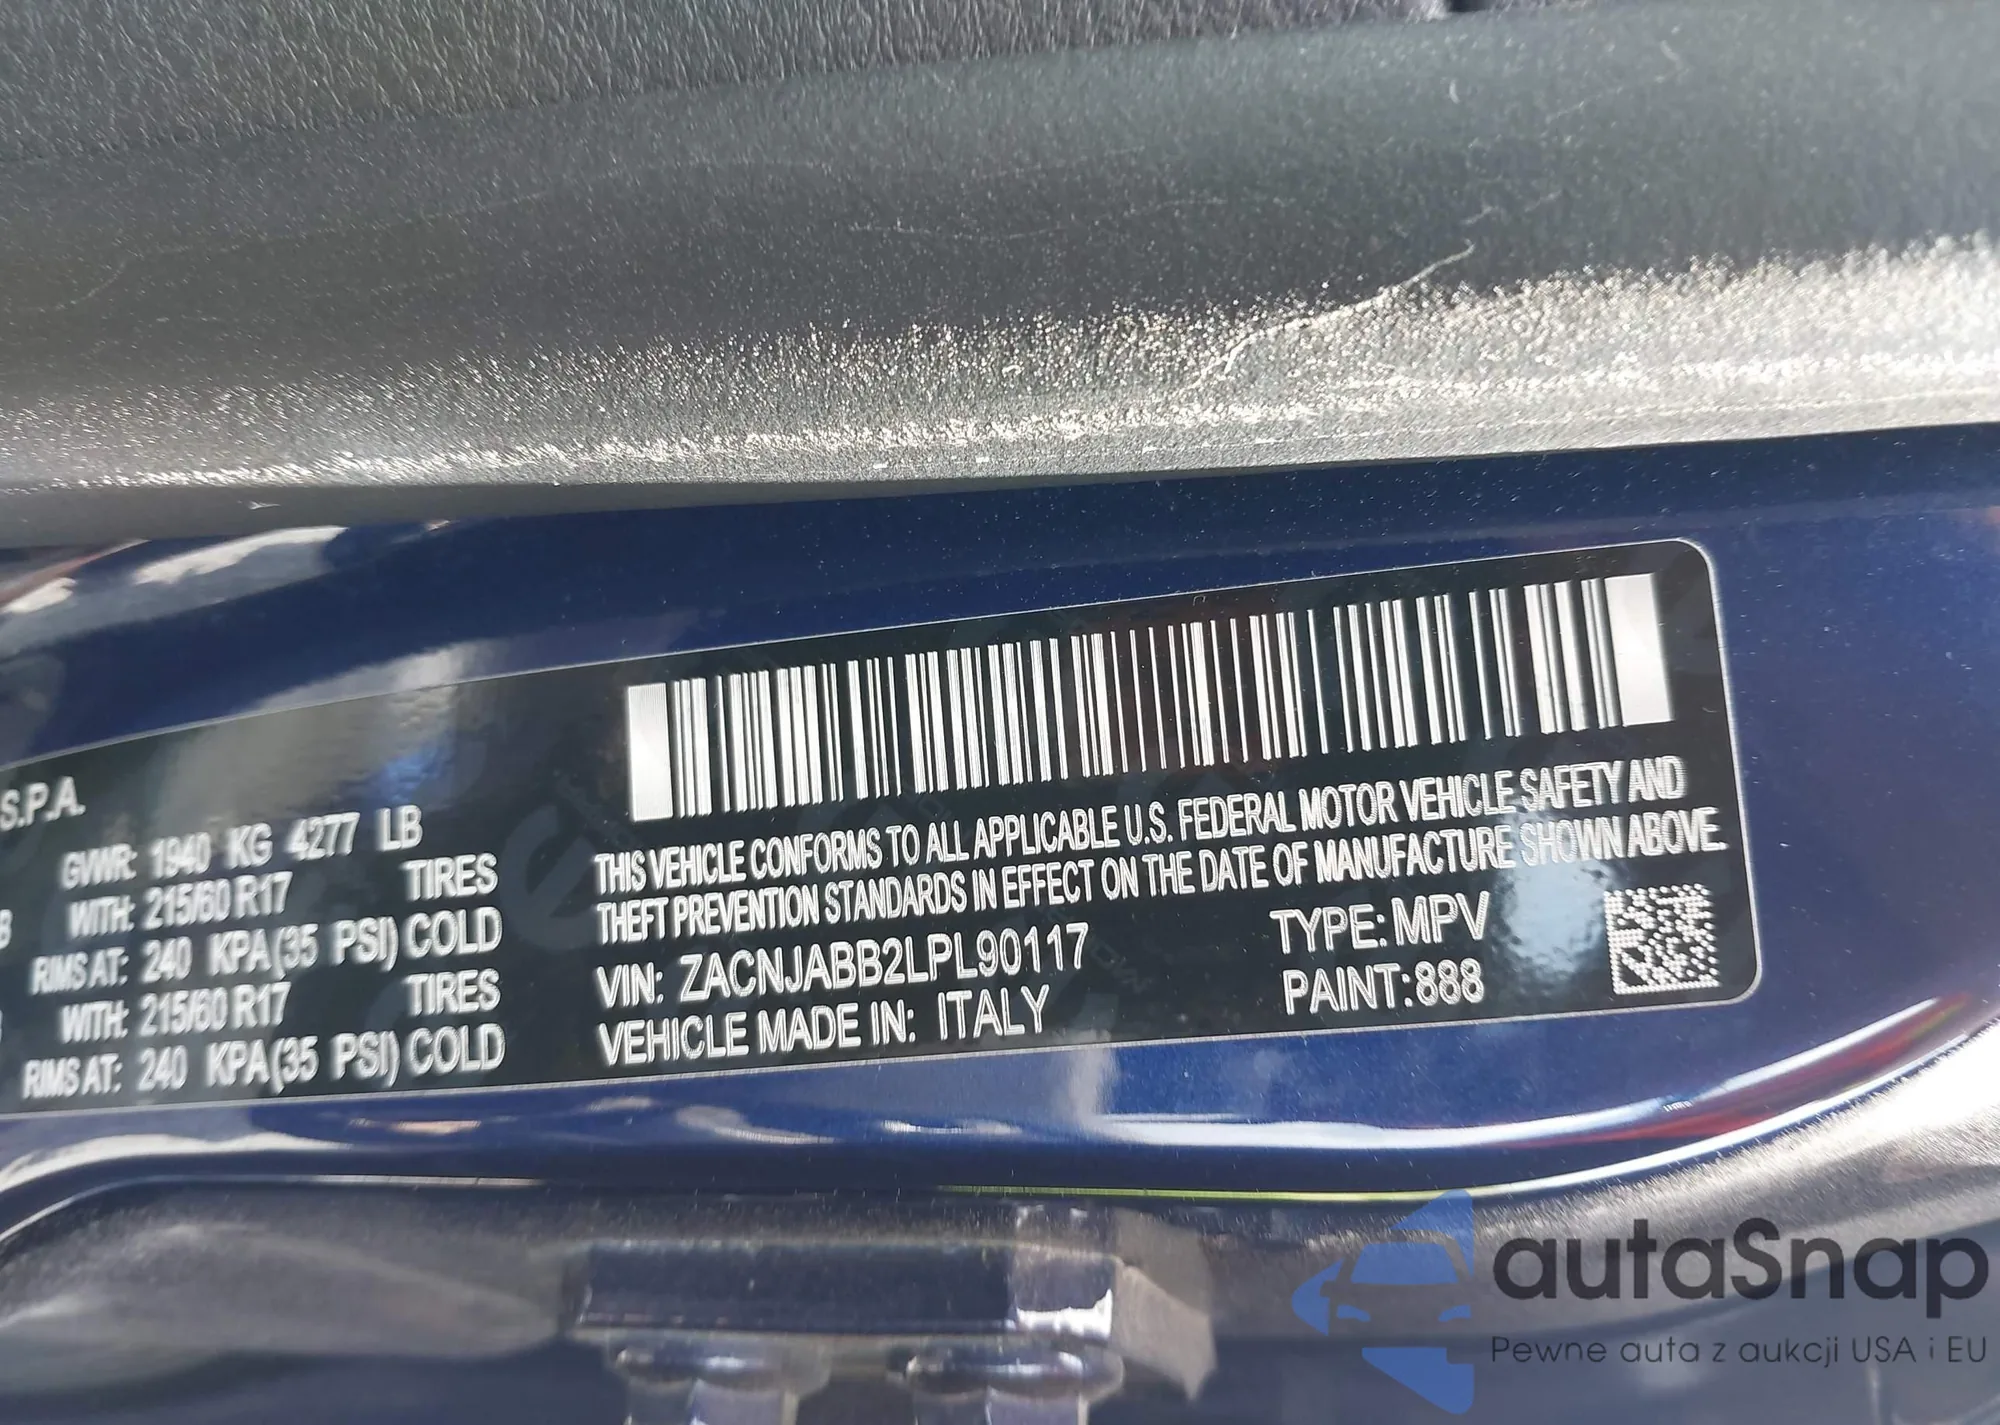 S.P.A.
GVWR: 1940 KG 4277 LB
B WITH: 215/60 R17 TIRES
RIMS AT: 240 KPA(35 PSI) COLD
WITH: 215/60 R17 TIRES
RIMS AT: 240 KPA(35 PSI) COLD
THIS VEHICLE CONFORMS TO ALL APPLICABLE U.S. FEDERAL MOTOR VEHICLE SAFETY AND
THEFT PREVENTION STANDARDS IN EFFECT ON THE DATE OF MANUFACTURE SHOWN ABOVE.
VIN: ZACNJABB2LPL90117 TYPE: MPV
VEHICLE MADE IN: ITALY PAINT: 888
autaSnap
Pewne auta z aukcji USA i EU